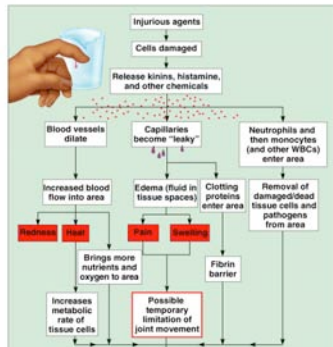 Injurious agents
Cells damaged
Release kinins, histamine,
and other chemicals
Blood vessels
dilate
Capillaries
become "leaky"
Neutrophils and
then monocytes
(and other WBCs)
enter area
Increased blood
flow into area
Edema (fluid in
tissue spaces)
Clotting
proteins
enter area
Removal of
damaged/dead
tissue cells and
pathogens
from area
Redness
Heat
Pain
Swelling
Brings more
nutrients and
oxygen to area
Fibrin
barrier
Increases
metabolic
rate of
tissue cells
Possible
temporary
limitation of
joint movement